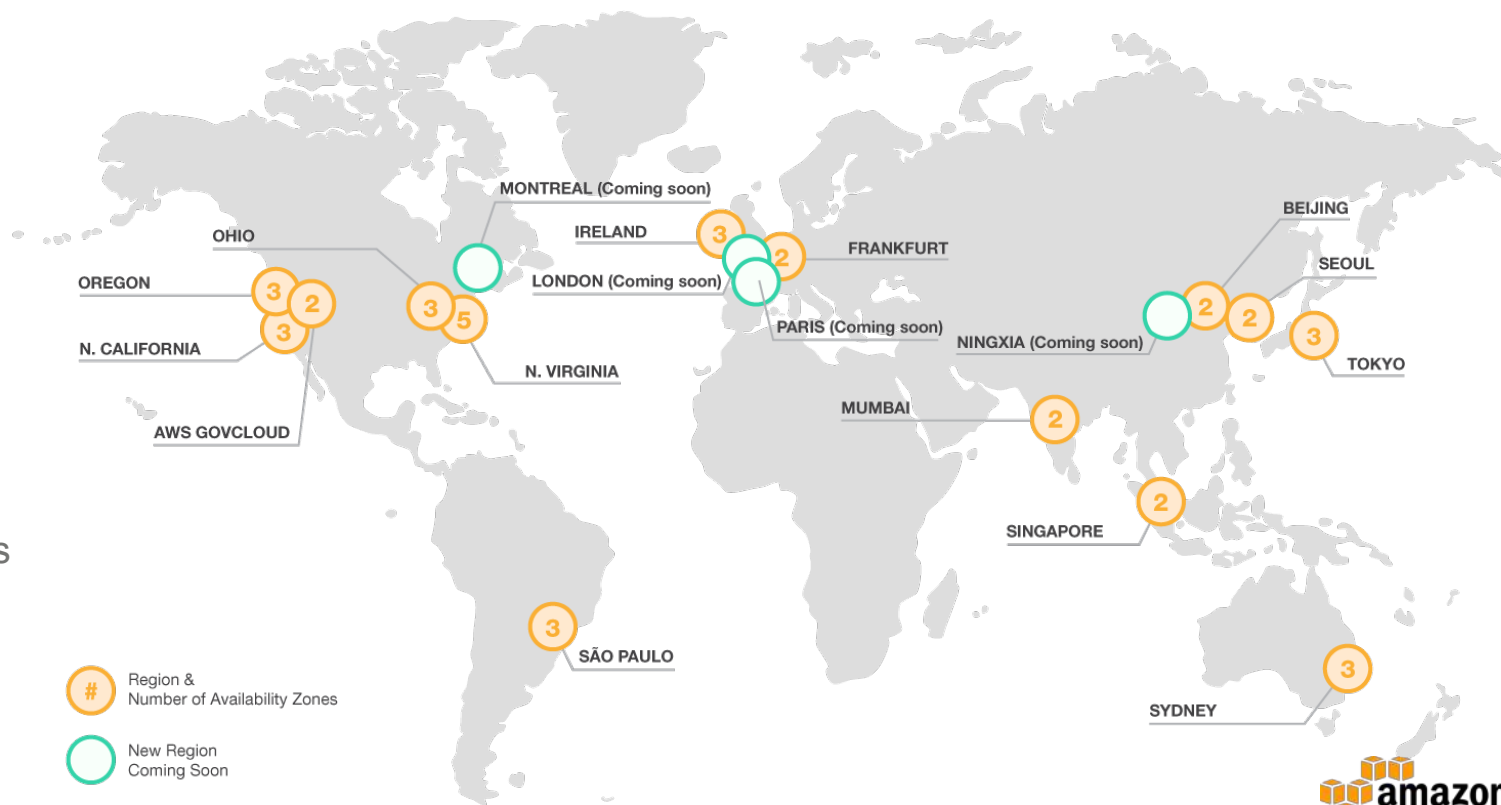 MONTREAL (Coming soon)
BEIJING
IRELAND
3
OHIO
FRANKFURT
2
SEOUL
OREGON
3
2
LONDON (Coming soon)
3
5
2
2
PARIS (Coming soon)
3
NINGXIA (Coming soon)
N. CALIFORNIA
3
TOKYO
N. VIRGINIA
MUMBAI
2
AWS GOVCLOUD
2
SINGAPORE
s
3
SÃO PAULO
3
SYDNEY
#
Region &
Number of Availability Zones
New Region
Coming Soon
amazon